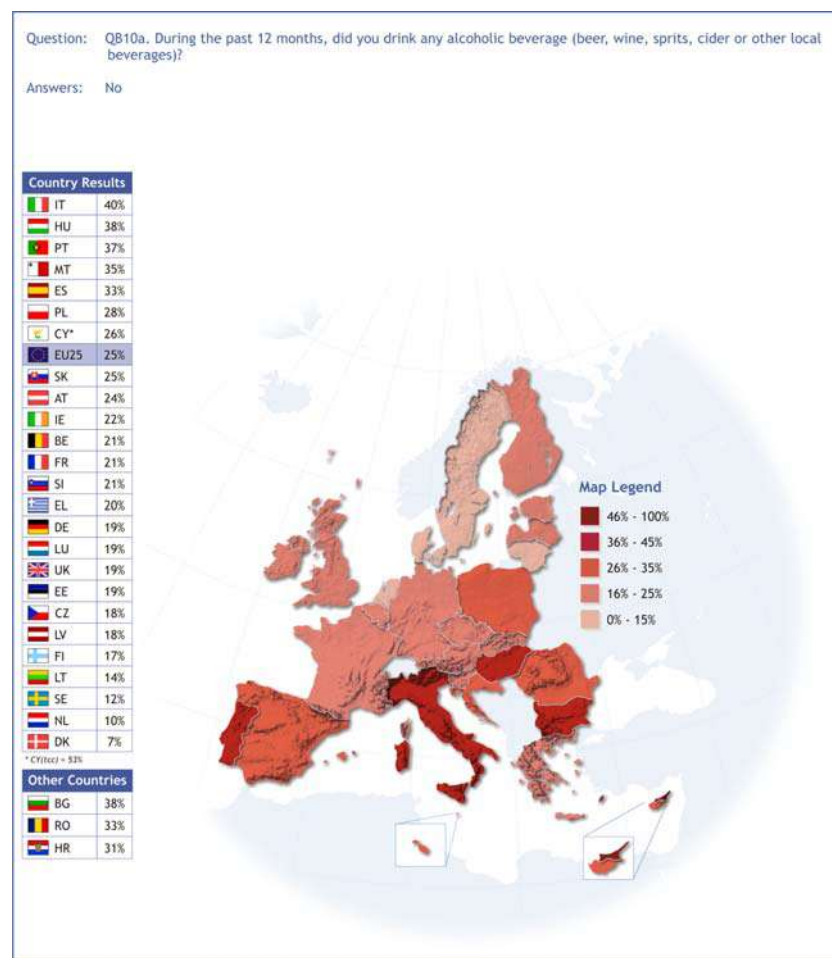 Question: QB10a. During the past 12 months, did you drink any alcoholic beverage (beer, wine, sprits, cider or other local
beverages)?
Answers: No
Country Results
IT 40%
HU 38%
PT 37%
MT 35%
ES 33%
PL 28%
CY* 26%
EU25 25%
SK 25%
AT 24%
IE 22%
BE 21%
FR 21%
SI 21%
EL 20%
DE 19%
LU 19%
UK 19%
EE 19%
CZ 18%
LV 18%
FI 17%
LT 14%
SE 12%
NL 10%
DK 7%
* CY(tcc) = 53%
Other Countries
BG 38%
RO 33%
HR 31%
Map Legend
46% - 100%
36% - 45%
26% - 35%
16% - 25%
0% - 15%